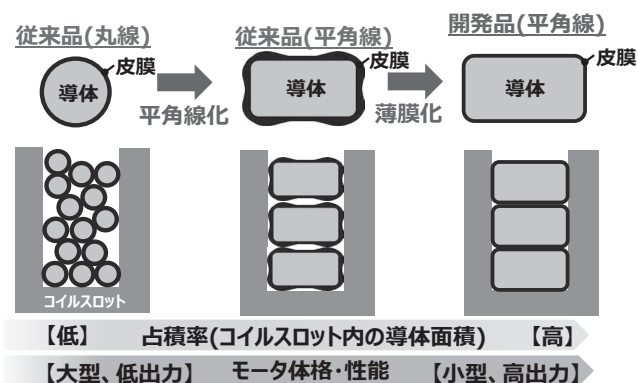 従来品(丸線)
従来品(平角線)
開発品(平角線)
皮膜
導体
平角線化
皮膜
導体
薄膜化
皮膜
導体
コイルスロット
【低】 占積率(コイルスロット内の導体面積) 【高】
【大型、低出力】 モータ体格・性能 【小型、高出力】